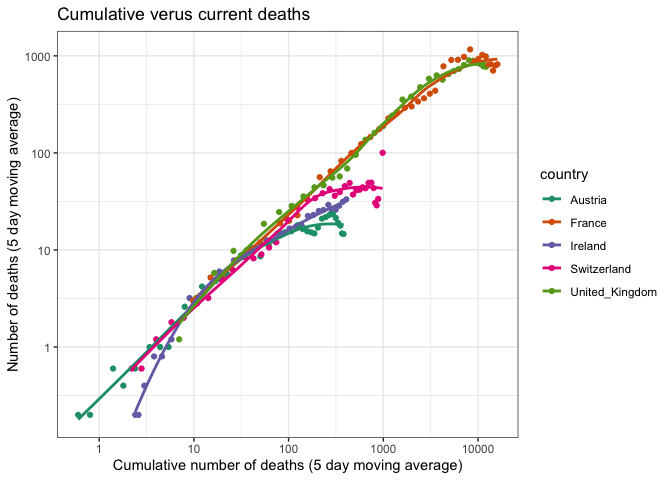 Cumulative verus current deaths
Number of deaths (5 day moving average)
1000
100
10
1
1
10
100
1000
10000
Cumulative number of deaths (5 day moving average)
country
Austria
France
Ireland
Switzerland
United_Kingdom